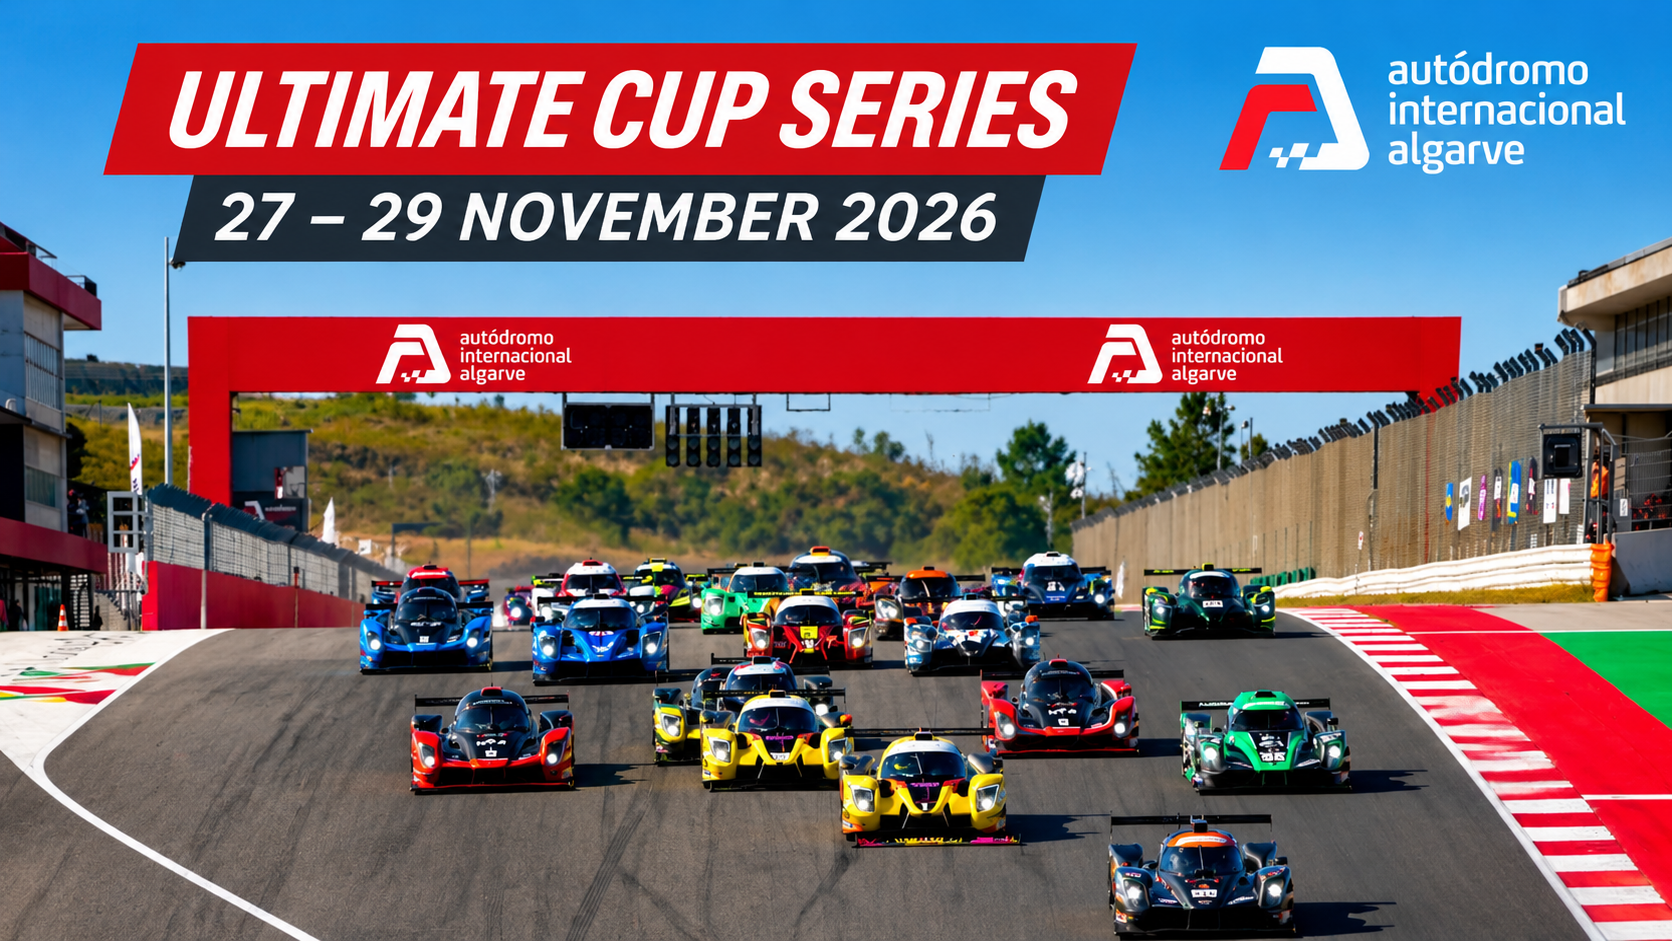 ULTIMATE CUP SERIES
27 – 29 NOVEMBER 2026
autódromo
internacional
algarve
autódromo
internacional
algarve
autódromo
internacional
algarve